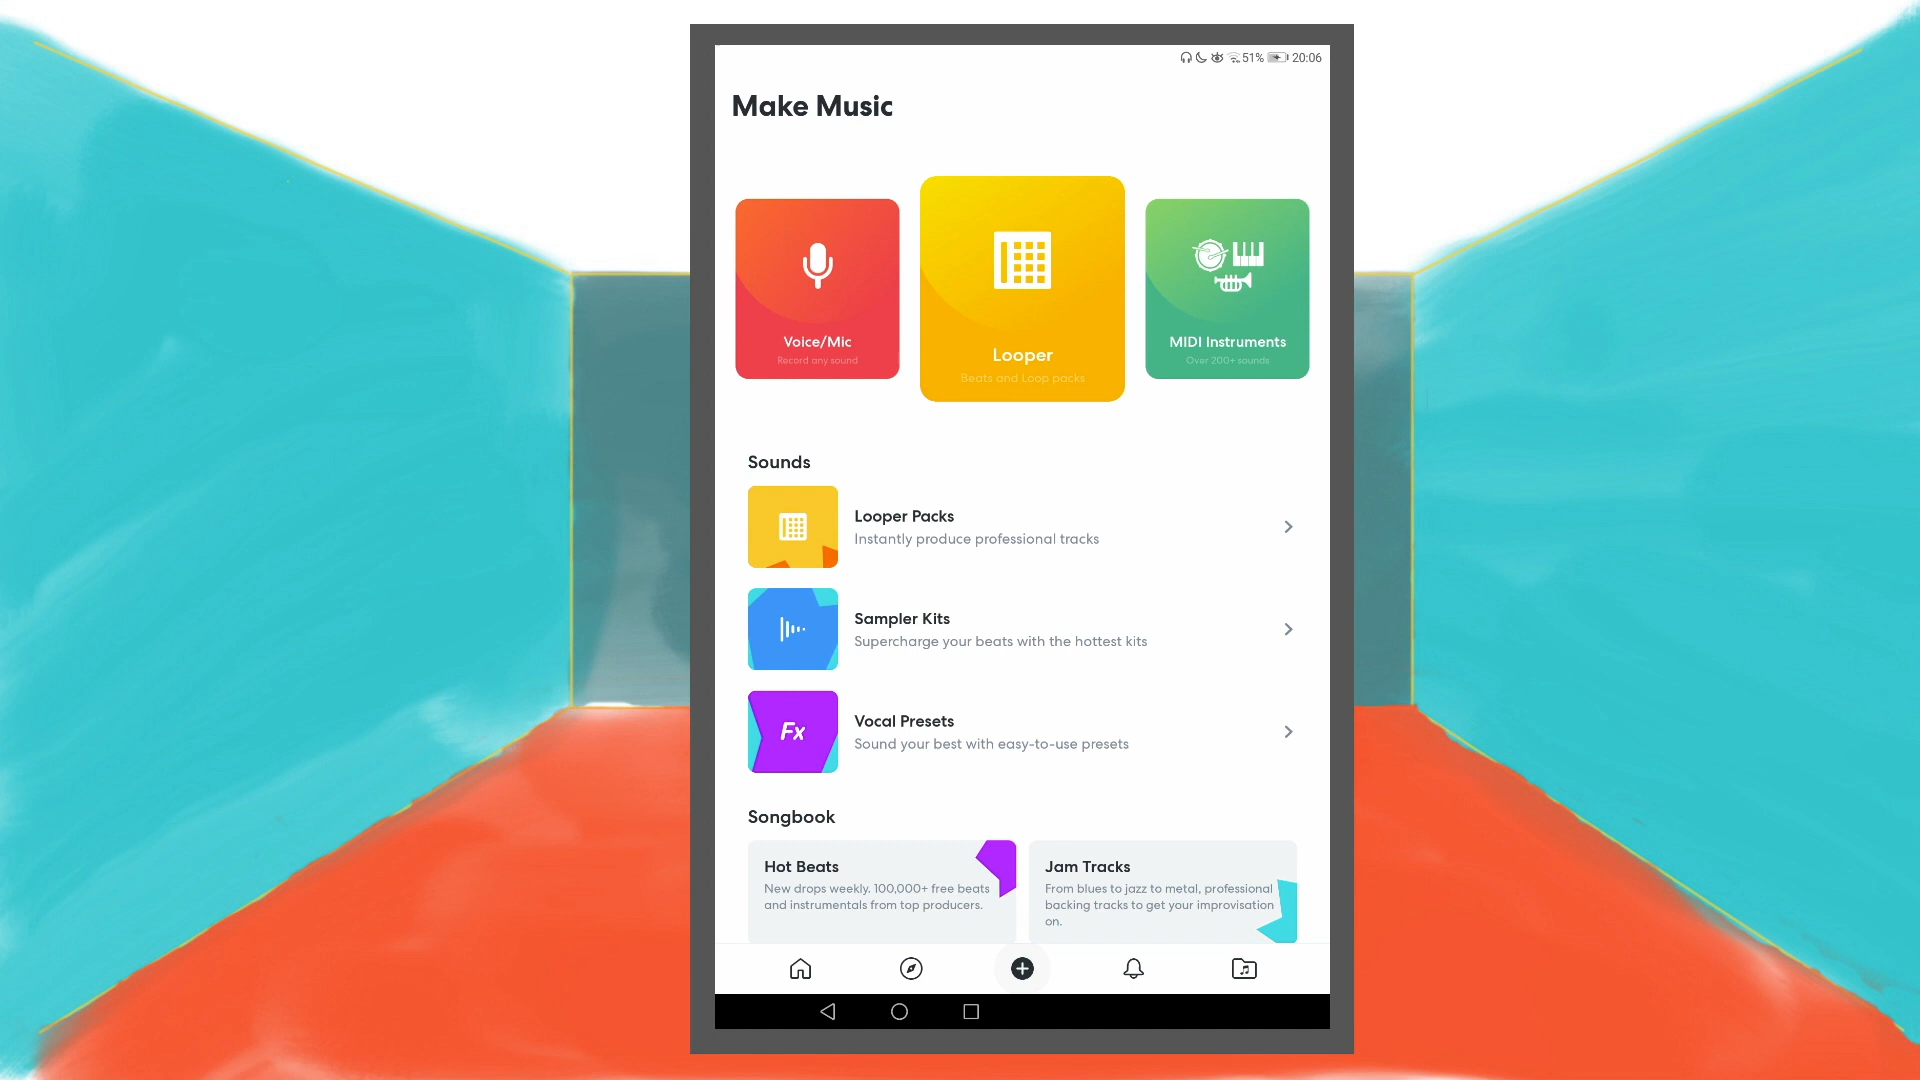 51% 20:06
Make Music
Voice/Mic
Record any sound
Looper
Beats and Loop packs
MIDI Instruments
Over 200+ sounds
Sounds
Looper Packs
Instantly produce professional tracks
Sampler Kits
Supercharge your beats with the hottest kits
Fx
Vocal Presets
Sound your best with easy-to-use presets
Songbook
Hot Beats
New drops weekly. 100,000+ free beats
and instrumentals from top producers.
Jam Tracks
From blues to jazz to metal, professional
backing tracks to get your improvisation
on.